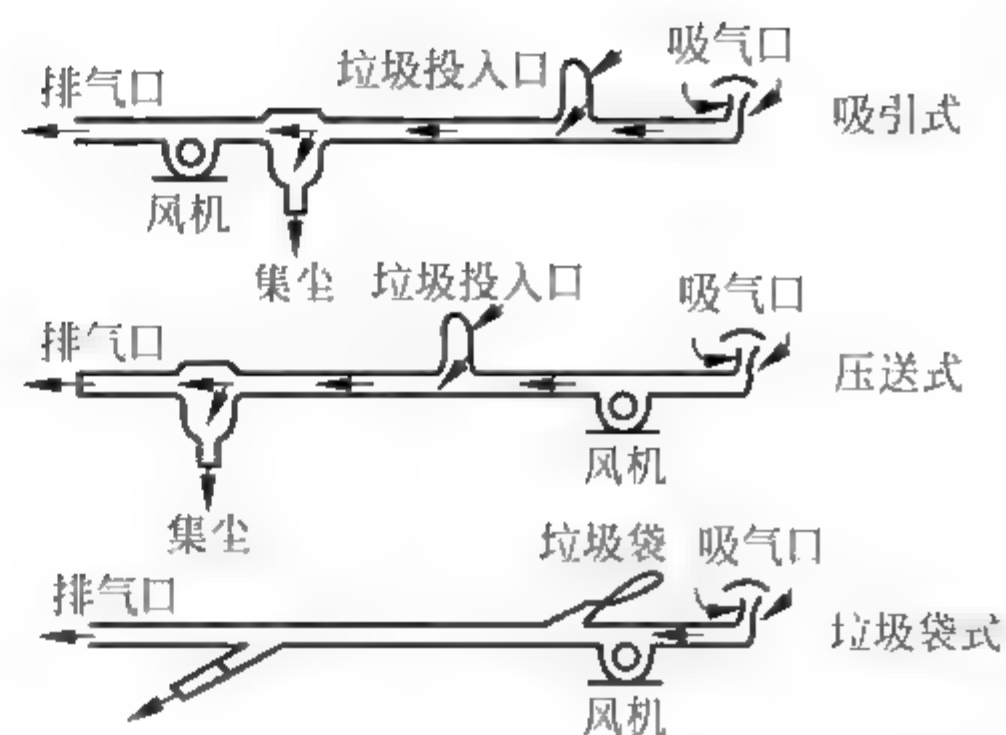 吸气口
垃圾投入口
排气口
吸引式
风机
集尘
垃圾投入口
吸气口
排气口
压送式
风机
集尘
垃圾袋
吸气口
排气口
垃圾袋式
风机